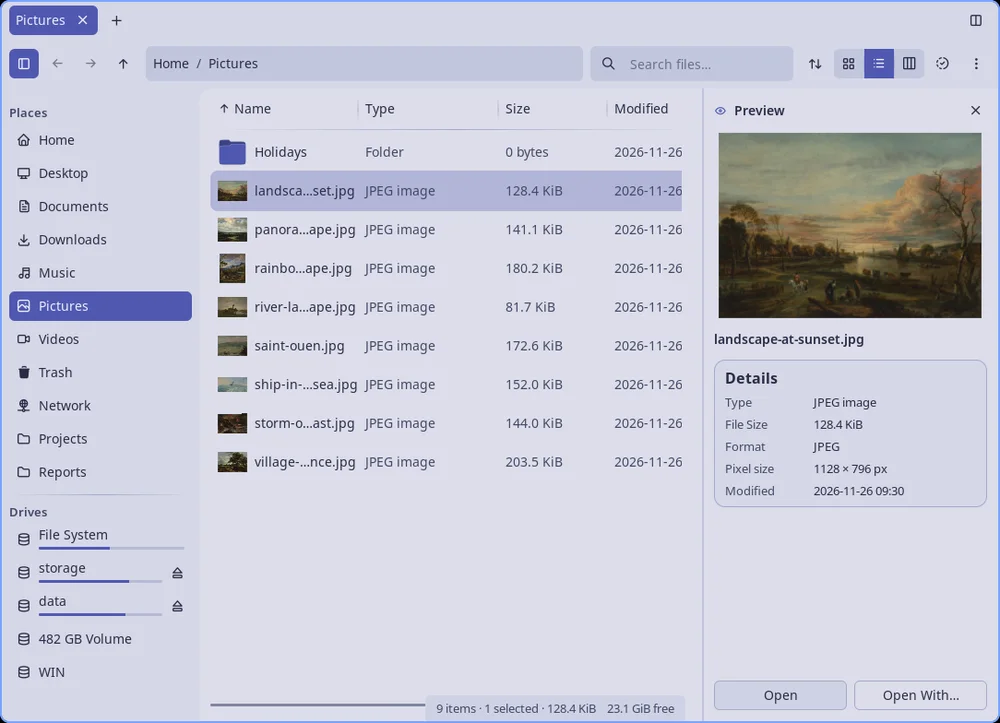 Pictures
Home / Pictures
Search files...
Places
Home
Desktop
Documents
Downloads
Music
Pictures
Videos
Trash
Network
Projects
Reports
Drives
File System
storage
data
482 GB Volume
WIN
Name Type Size Modified
Holidays Folder 0 bytes 2026-11-26
landsca...set.jpg JPEG image 128.4 KiB 2026-11-26
panora...ape.jpg JPEG image 141.1 KiB 2026-11-26
rainbo...ape.jpg JPEG image 180.2 KiB 2026-11-26
river-la...ape.jpg JPEG image 81.7 KiB 2026-11-26
saint-ouen.jpg JPEG image 172.6 KiB 2026-11-26
ship-in-...sea.jpg JPEG image 152.0 KiB 2026-11-26
storm-o...ast.jpg JPEG image 144.0 KiB 2026-11-26
village-...nce.jpg JPEG image 203.5 KiB 2026-11-26
9 items · 1 selected · 128.4 KiB 23.1 GiB free
Preview
landscape-at-sunset.jpg
Details
Type JPEG image
File Size 128.4 KiB
Format JPEG
Pixel size 1128 × 796 px
Modified 2026-11-26 09:30
Open
Open With...